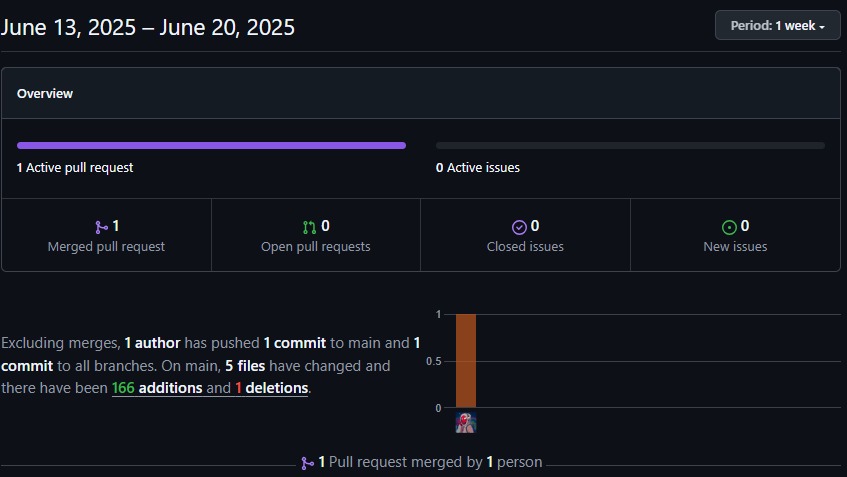 June 13, 2025 – June 20, 2025
Period: 1 week
Overview
1 Active pull request
0 Active issues
1
Merged pull request
0
Open pull requests
0
Closed issues
0
New issues
Excluding merges, 1 author has pushed 1 commit to main and 1
commit to all branches. On main, 5 files have changed and
there have been 166 additions and 1 deletions.
1
0.5
0
1 Pull request merged by 1 person